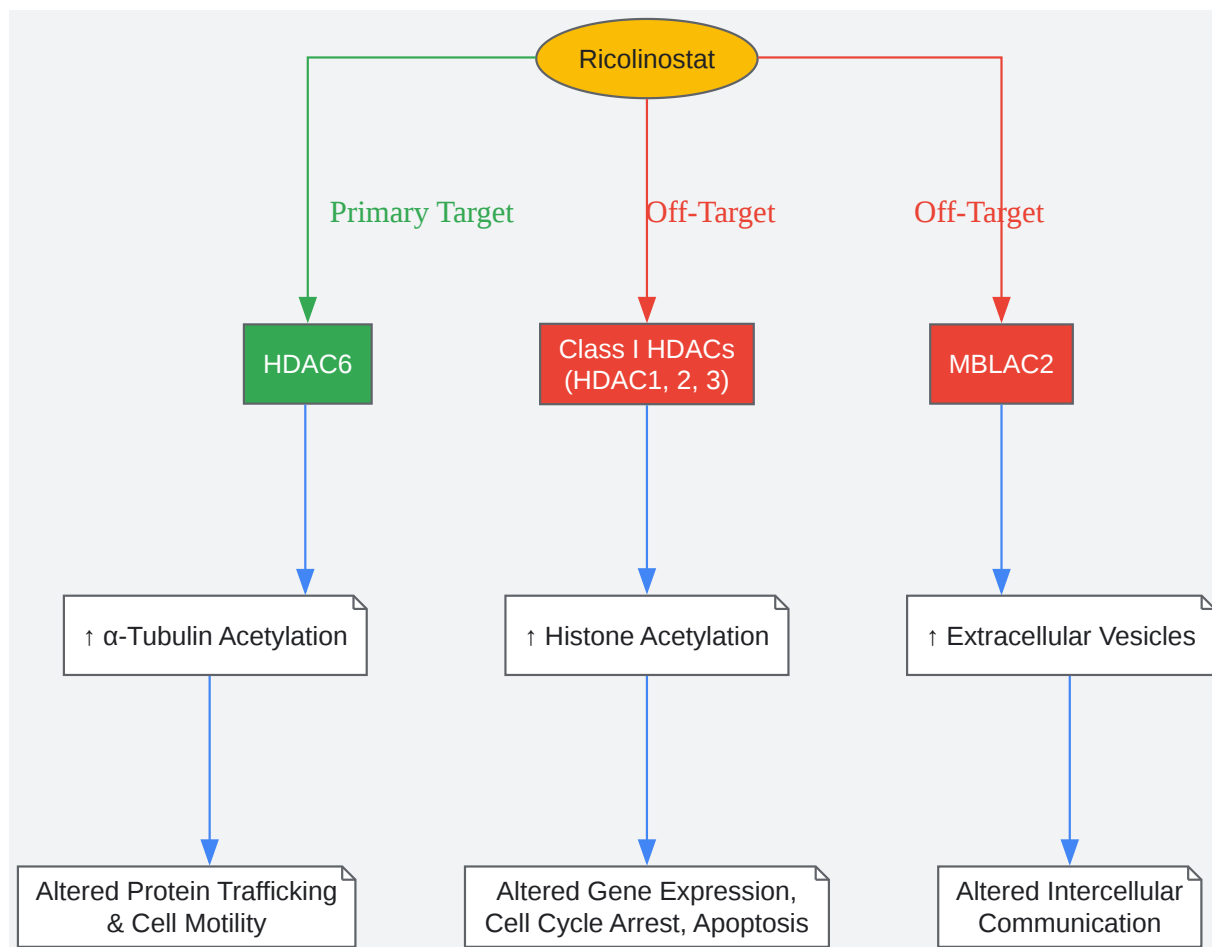 Ricolinostat
Primary Target
Off-Target
Off-Target
HDAC6
Class I HDACs
(HDAC1, 2, 3)
MBLAC2
↑ α-Tubulin Acetylation
↑ Histone Acetylation
↑ Extracellular Vesicles
Altered Protein Trafficking
& Cell Motility
Altered Gene Expression,
Cell Cycle Arrest, Apoptosis
Altered Intercellular
Communication